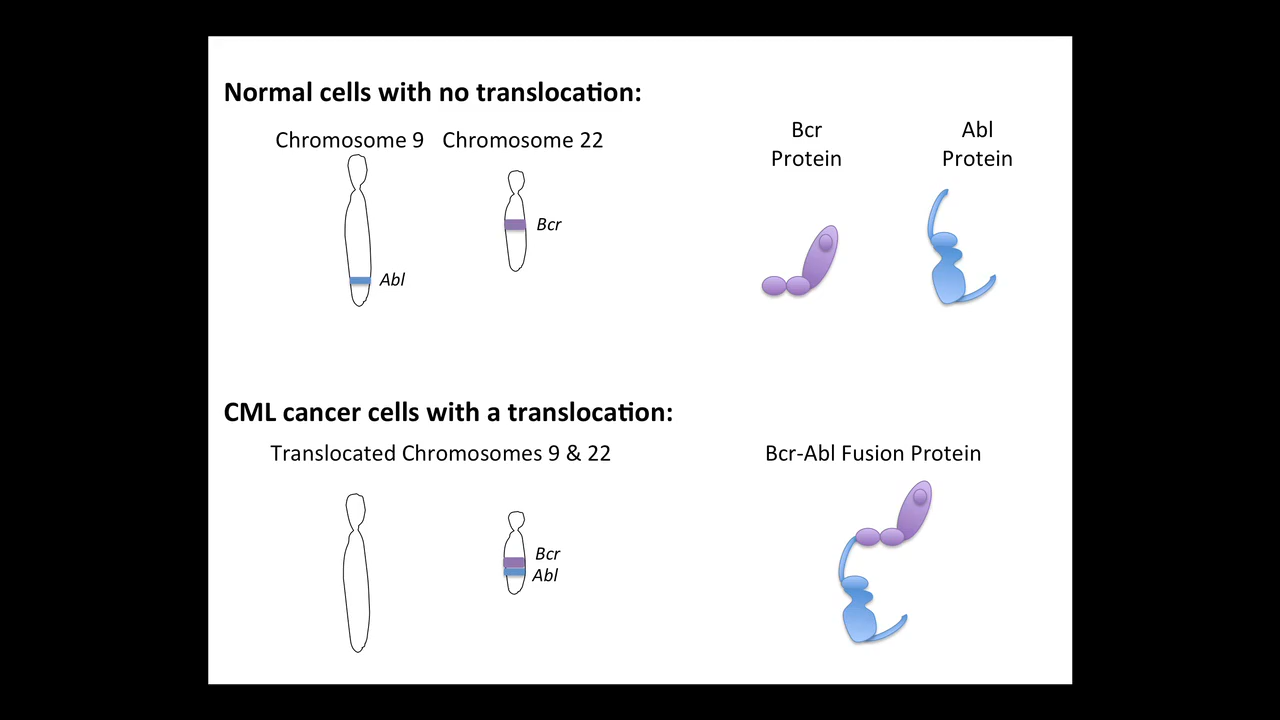 Normal cells with no translocation:
Chromosome 9 Chromosome 22
Bcr
Protein
Abl
Protein
Bcr
Abl
CML cancer cells with a translocation:
Translocated Chromosomes 9 & 22
Bcr-Abl Fusion Protein
Bcr
Abl